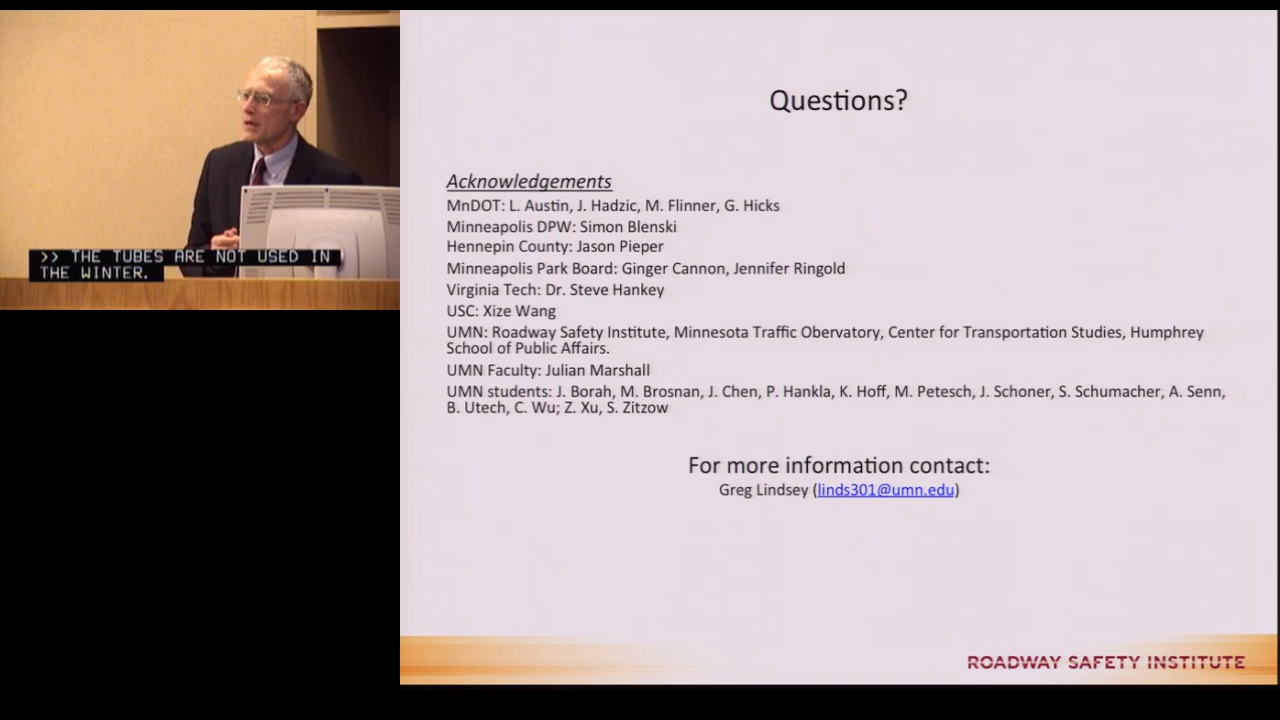 >> THE TUBES ARE NOT USED IN
THE WINTER.
Questions?
Acknowledgements
MnDOT: L. Austin, J. Hadzic, M. Flinner, G. Hicks
Minneapolis DPW: Simon Blenski
Hennepin County: Jason Pieper
Minneapolis Park Board: Ginger Cannon, Jennifer Ringold
Virginia Tech: Dr. Steve Hankey
USC: Xize Wang
UMN: Roadway Safety Institute, Minnesota Traffic Obervatory, Center for Transportation Studies, Humphrey
School of Public Affairs.
UMN Faculty: Julian Marshall
UMN students: J. Borah, M. Brosnan, J. Chen, P. Hankla, K. Hoff, M. Petesch, J. Schoner, S. Schumacher, A. Senn,
B. Utech, C. Wu; Z. Xu, S. Zitzow
For more information contact:
Greg Lindsey (linds301@umn.edu)
ROADWAY SAFETY INSTITUTE